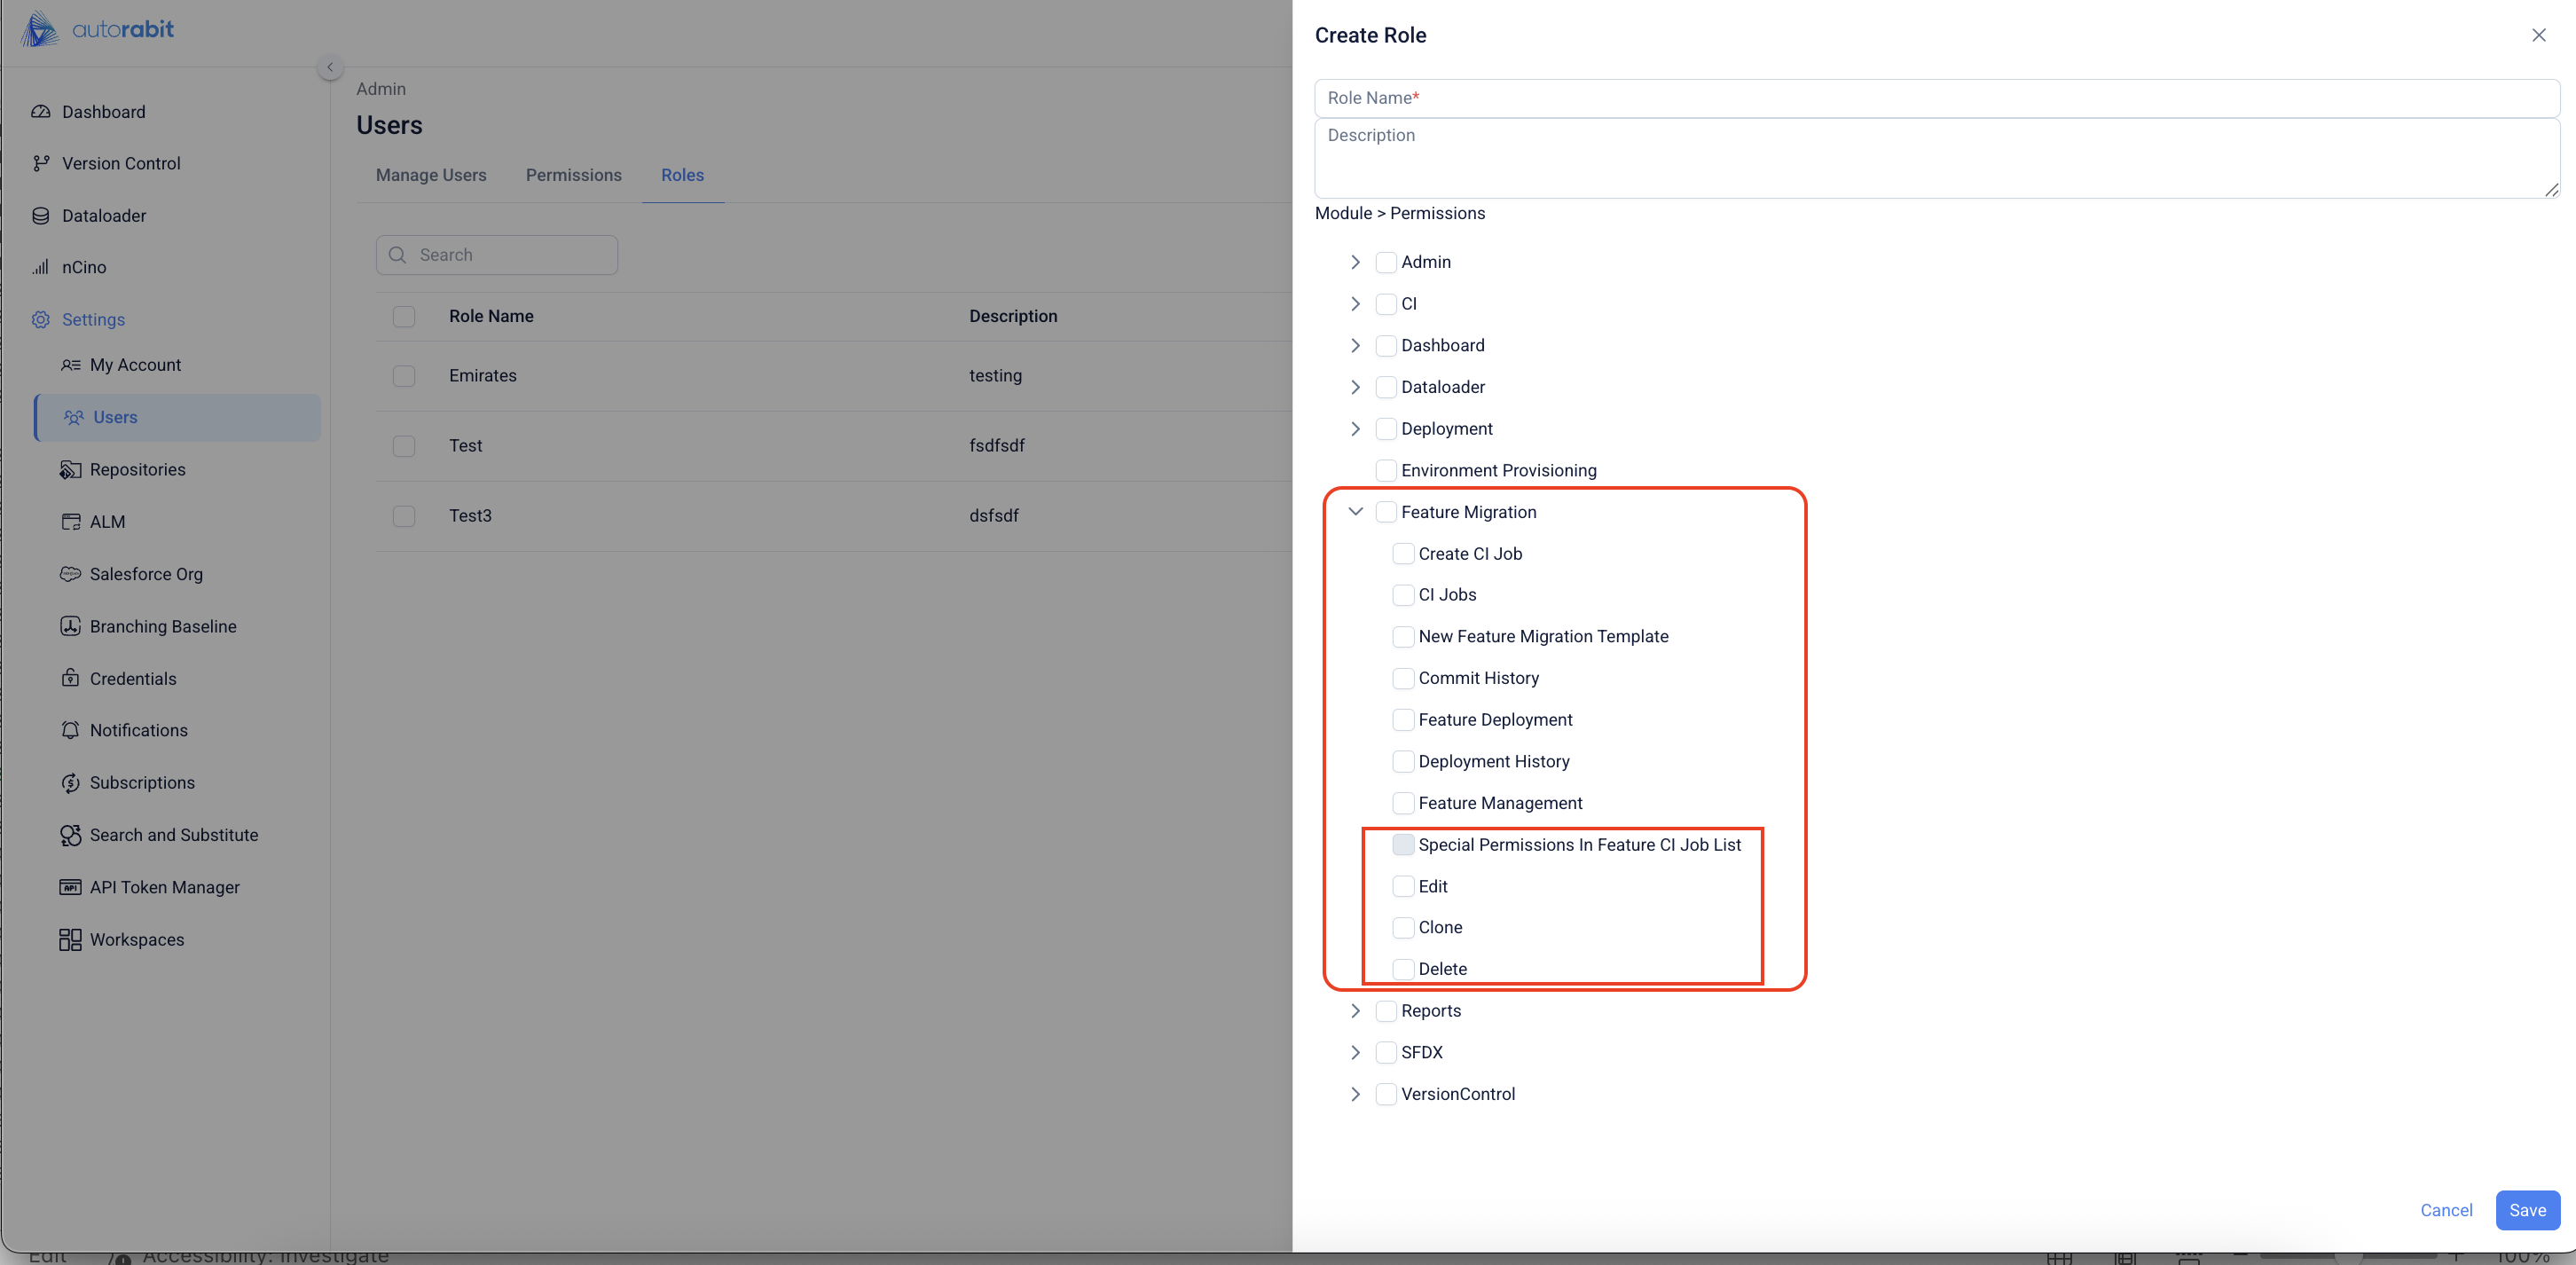 autorabit
Dashboard
Version Control
Dataloader
nCino
Settings
My Account
Users
Repositories
ALM
Salesforce Org
Branching Baseline
Credentials
Notifications
Subscriptions
Search and Substitute
API Token Manager
Workspaces
Admin
Users
Manage Users Permissions Roles
Search
Role Name Description
Emirates testing
Test fsdfsdf
Test3 dsfsdf
Create Role
Role Name*
Description
Module > Permissions
Admin
CI
Dashboard
Dataloader
Deployment
Environment Provisioning
Feature Migration
Create CI Job
CI Jobs
New Feature Migration Template
Commit History
Feature Deployment
Deployment History
Feature Management
Special Permissions In Feature CI Job List
Edit
Clone
Delete
Reports
SFDX
VersionControl
Cancel Save
Edit Accessibility: Investigate 100%